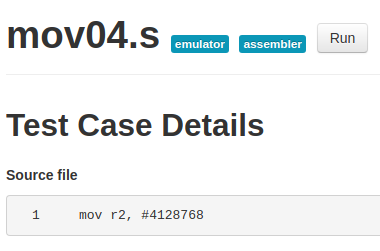 mov04.s emulator assembler Run
Test Case Details
Source file
1 mov r2, #4128768